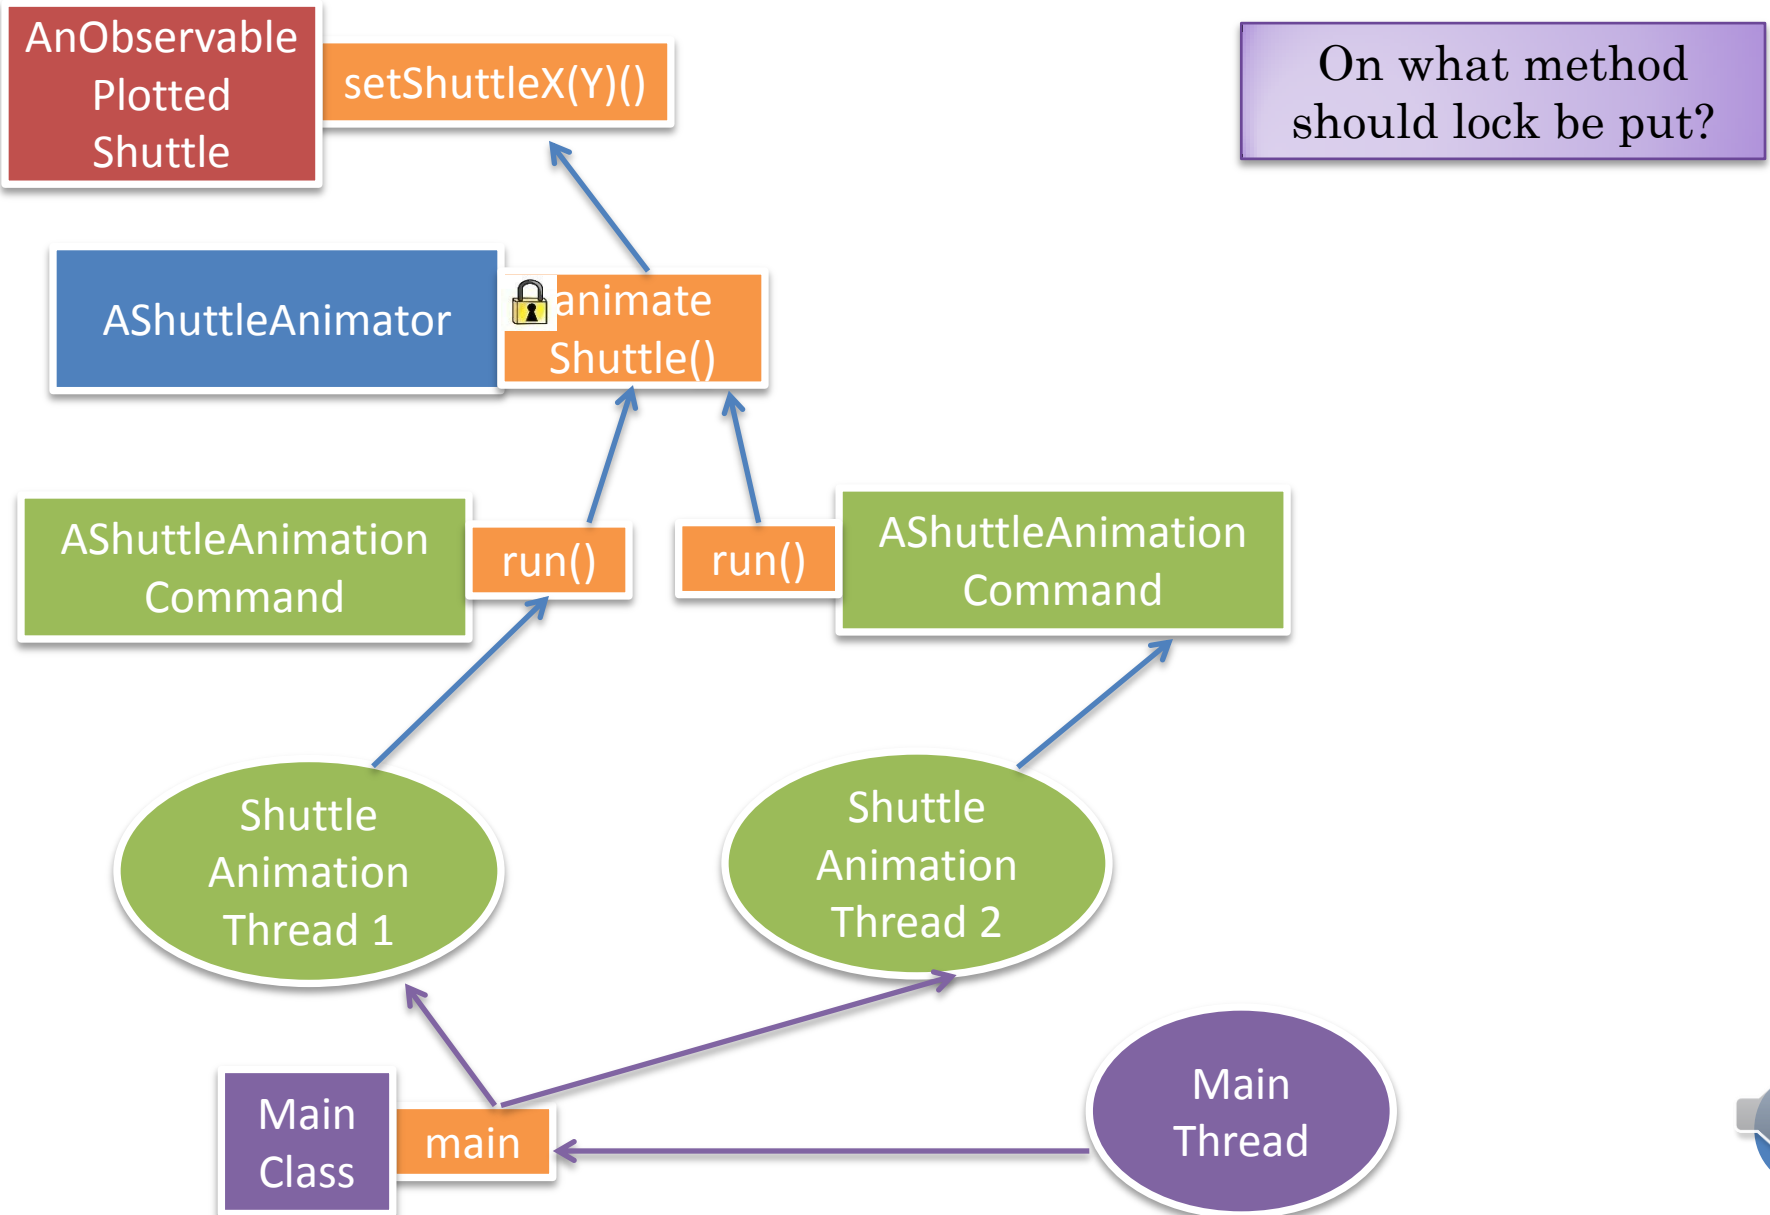 AnObservable
Plotted
Shuttle
setShuttleX(Y)()
On what method
should lock be put?
AShuttleAnimator
animate
Shuttle()
AShuttleAnimation
Command
run()
run()
AShuttleAnimation
Command
Shuttle
Animation
Thread 1
Shuttle
Animation
Thread 2
Main
Class
main
Main
Thread